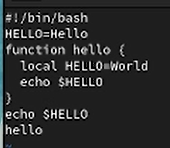 #!/bin/bash
HELLO=Hello
function hello {
  local HELLO=World
  echo $HELLO
}
echo $HELLO
hello
~